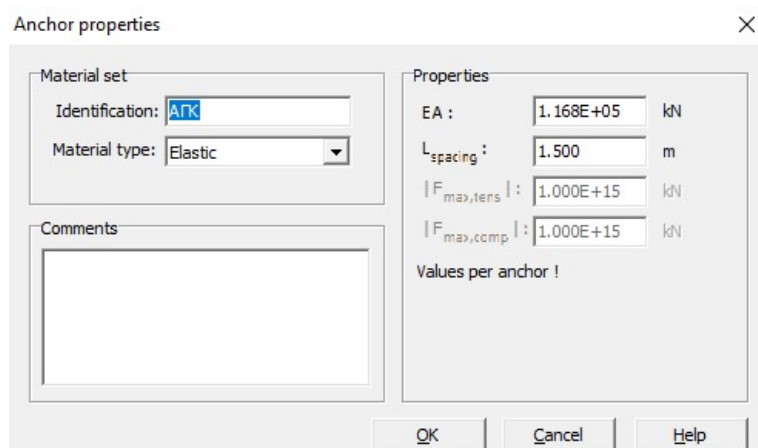 Anchor properties
Material set
Identification: АГК
Material type: Elastic
Comments
Properties
EA : 1.168E+05 kN
Lspacing : 1.500 m
|Fmax,tens| : 1.000E+15 kN
|Fmax,comp| : 1.000E+15 kN
Values per anchor !
OK Cancel Help